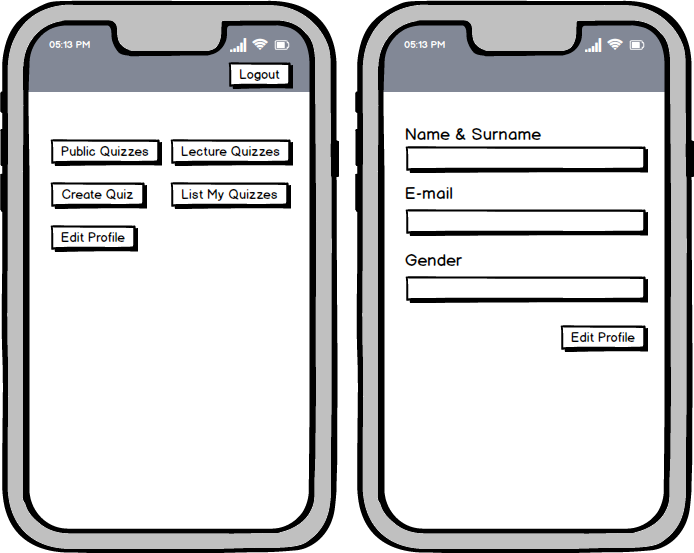 05:13 PM
Logout
Public Quizzes
Lecture Quizzes
Create Quiz
List My Quizzes
Edit Profile
05:13 PM
Name & Surname
E-mail
Gender
Edit Profile